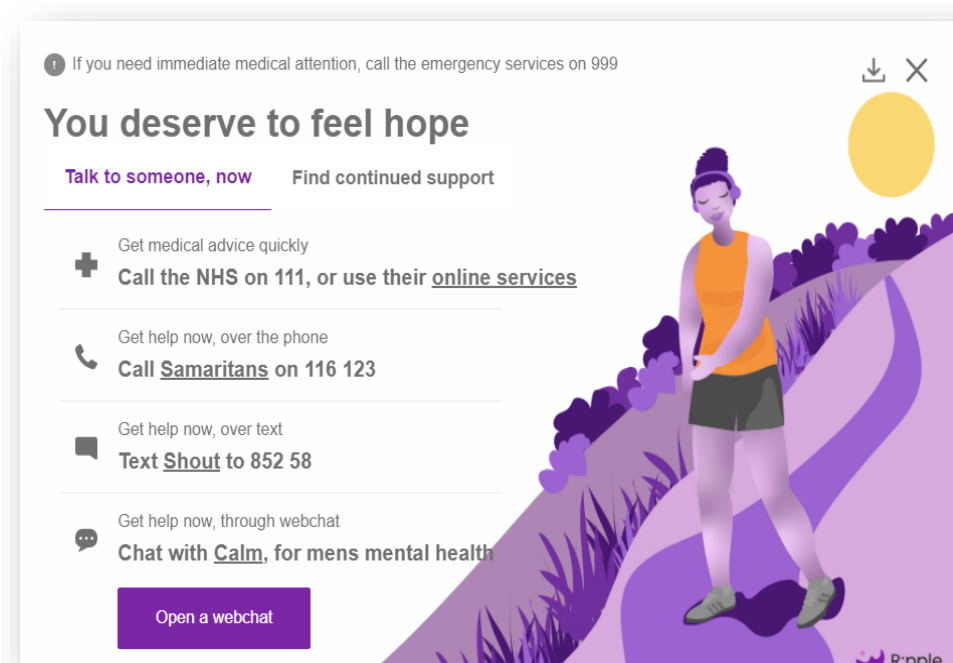 If you need immediate medical attention, call the emergency services on 999
You deserve to feel hope
Talk to someone, now
Find continued support
Get medical advice quickly
Call the NHS on 111, or use their online services
Get help now, over the phone
Call Samaritans on 116 123
Get help now, over text
Text Shout to 852 58
Get help now, through webchat
Chat with Calm, for mens mental health
Open a webchat
R;pple